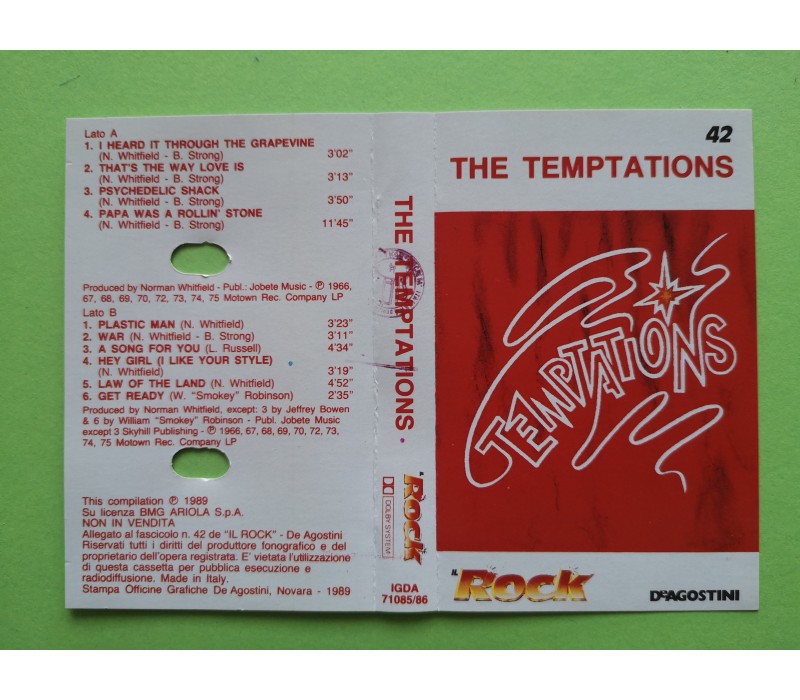 Lato A
1. I HEARD IT THROUGH THE GRAPEVINE
(N. Whitfield - B. Strong) 3'02"
2. THAT'S THE WAY LOVE IS
(N. Whitfield - B. Strong) 3'13"
3. PSYCHEDELIC SHACK
(N. Whitfield - B. Strong) 3'50"
4. PAPA WAS A ROLLIN' STONE
(N. Whitfield - B. Strong) 11'45"
Produced by Norman Whitfield - Publ.: Jobete Music - ℗ 1966,
67, 68, 69, 70, 72, 73, 74, 75 Motown Rec. Company LP
Lato B
1. PLASTIC MAN (N. Whitfield) 3'23"
2. WAR (N. Whitfield - B. Strong) 3'11"
3. A SONG FOR YOU (L. Russell) 4'34"
4. HEY GIRL (I LIKE YOUR STYLE)
(N. Whitfield) 3'19"
5. LAW OF THE LAND (N. Whitfield) 4'52"
6. GET READY (W. "Smokey" Robinson) 2'35"
Produced by Norman Whitfield, except: 3 by Jeffrey Bowen
& 6 by William "Smokey" Robinson - Publ. Jobete Music
except 3 Skyhill Publishing - ℗ 1966, 67, 68, 69, 70, 72, 73,
74, 75 Motown Rec. Company LP
This compilation ℗ 1989
Su licenza BMG ARIOLA S.p.A.
NON IN VENDITA
Allegato al fascicolo n. 42 de "IL ROCK" - De Agostini
Riservati tutti i diritti del produttore fonografico e del
proprietario dell'opera registrata. E' vietata l'utilizzazione
di questa cassetta per pubblica esecuzione e
radiodiffusione. Made in Italy.
Stampa Officine Grafiche De Agostini, Novara - 1989
THE TEMPTATIONS •
DOLBY SYSTEM
IL Rock
IGDA
71085/86
42
THE TEMPTATIONS
TEMPTATIONS
IL Rock
DeAGOSTINI